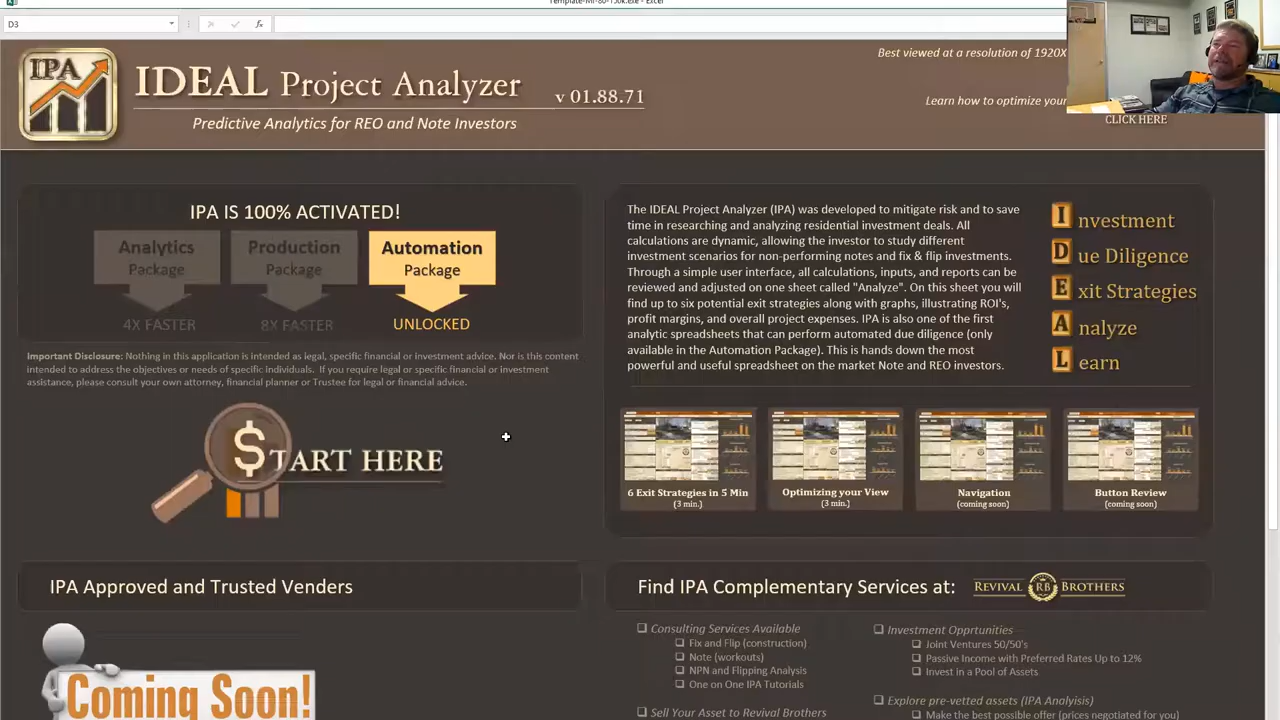 Template-MI-80-150k.exe - Excel
D3
fx
IPA
IDEAL Project Analyzer
v 01.88.71
Predictive Analytics for REO and Note Investors
Best viewed at a resolution of 1920X
Learn how to optimize your
CLICK HERE
IPA IS 100% ACTIVATED!
Analytics
Package
4X FASTER
Production
Package
8X FASTER
Automation
Package
UNLOCKED
Important Disclosure: Nothing in this application is intended as legal, specific financial or investment advice. Nor is this content
intended to address the objectives or needs of specific individuals. If you require legal or specific financial or investment
assistance, please consult your own attorney, financial planner or Trustee for legal or financial advice.
$TART HERE
The IDEAL Project Analyzer (IPA) was developed to mitigate risk and to save
time in researching and analyzing residential investment deals. All
calculations are dynamic, allowing the investor to study different
investment scenarios for non-performing notes and fix & flip investments.
Through a simple user interface, all calculations, inputs, and reports can be
reviewed and adjusted on one sheet called "Analyze". On this sheet you will
find up to six potential exit strategies along with graphs, illustrating ROI's,
profit margins, and overall project expenses. IPA is also one of the first
analytic spreadsheets that can perform automated due diligence (only
available in the Automation Package). This is hands down the most
powerful and useful spreadsheet on the market Note and REO investors.
Investment
Due Diligence
Exit Strategies
Analyze
Learn
6 Exit Strategies in 5 Min
(3 min.)
Optimizing your View
(3 min.)
Navigation
(coming soon)
Button Review
(coming soon)
IPA Approved and Trusted Venders
Coming Soon!
Find IPA Complementary Services at:
REVIVAL RB BROTHERS
Consulting Services Available
Fix and Flip (construction)
Note (workouts)
NPN and Flipping Analysis
One on One IPA Tutorials
Sell Your Asset to Revival Brothers
Investment Opprtunities
Joint Ventures 50/50's
Passive Income with Preferred Rates Up to 12%
Invest in a Pool of Assets
Explore pre-vetted assets (IPA Analyisis)
Make the best possible offer (prices negotiated for you)